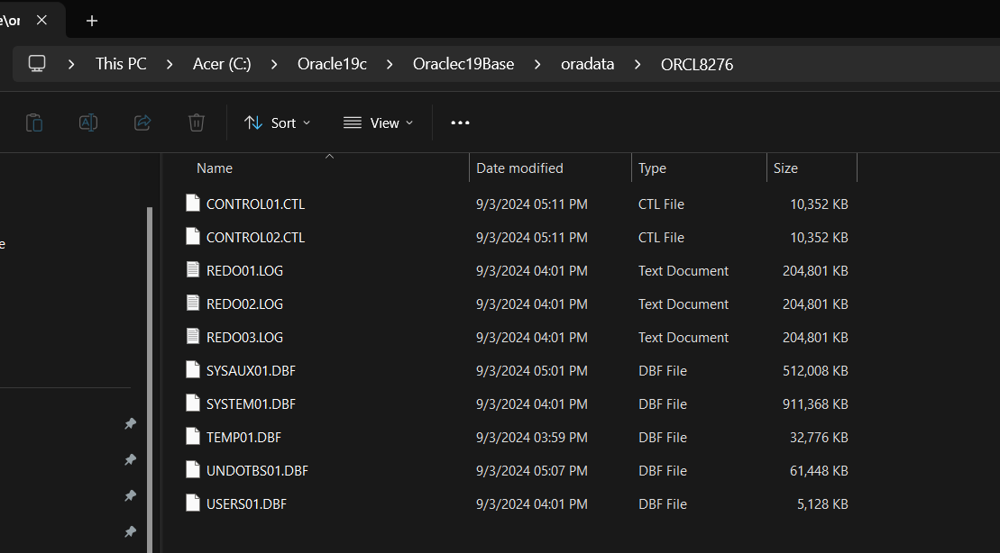 e\or
This PC Acer (C:) Oracle19c Oraclec19Base oradata ORCL8276
Sort View
Name Date modified Type Size
CONTROL01.CTL 9/3/2024 05:11 PM CTL File 10,352 KB
CONTROL02.CTL 9/3/2024 05:11 PM CTL File 10,352 KB
e
REDO01.LOG 9/3/2024 04:01 PM Text Document 204,801 KB
REDO02.LOG 9/3/2024 04:01 PM Text Document 204,801 KB
REDO03.LOG 9/3/2024 04:01 PM Text Document 204,801 KB
SYSAUX01.DBF 9/3/2024 05:01 PM DBF File 512,008 KB
SYSTEM01.DBF 9/3/2024 04:01 PM DBF File 911,368 KB
TEMP01.DBF 9/3/2024 03:59 PM DBF File 32,776 KB
UNDOTBS01.DBF 9/3/2024 05:07 PM DBF File 61,448 KB
USERS01.DBF 9/3/2024 04:01 PM DBF File 5,128 KB